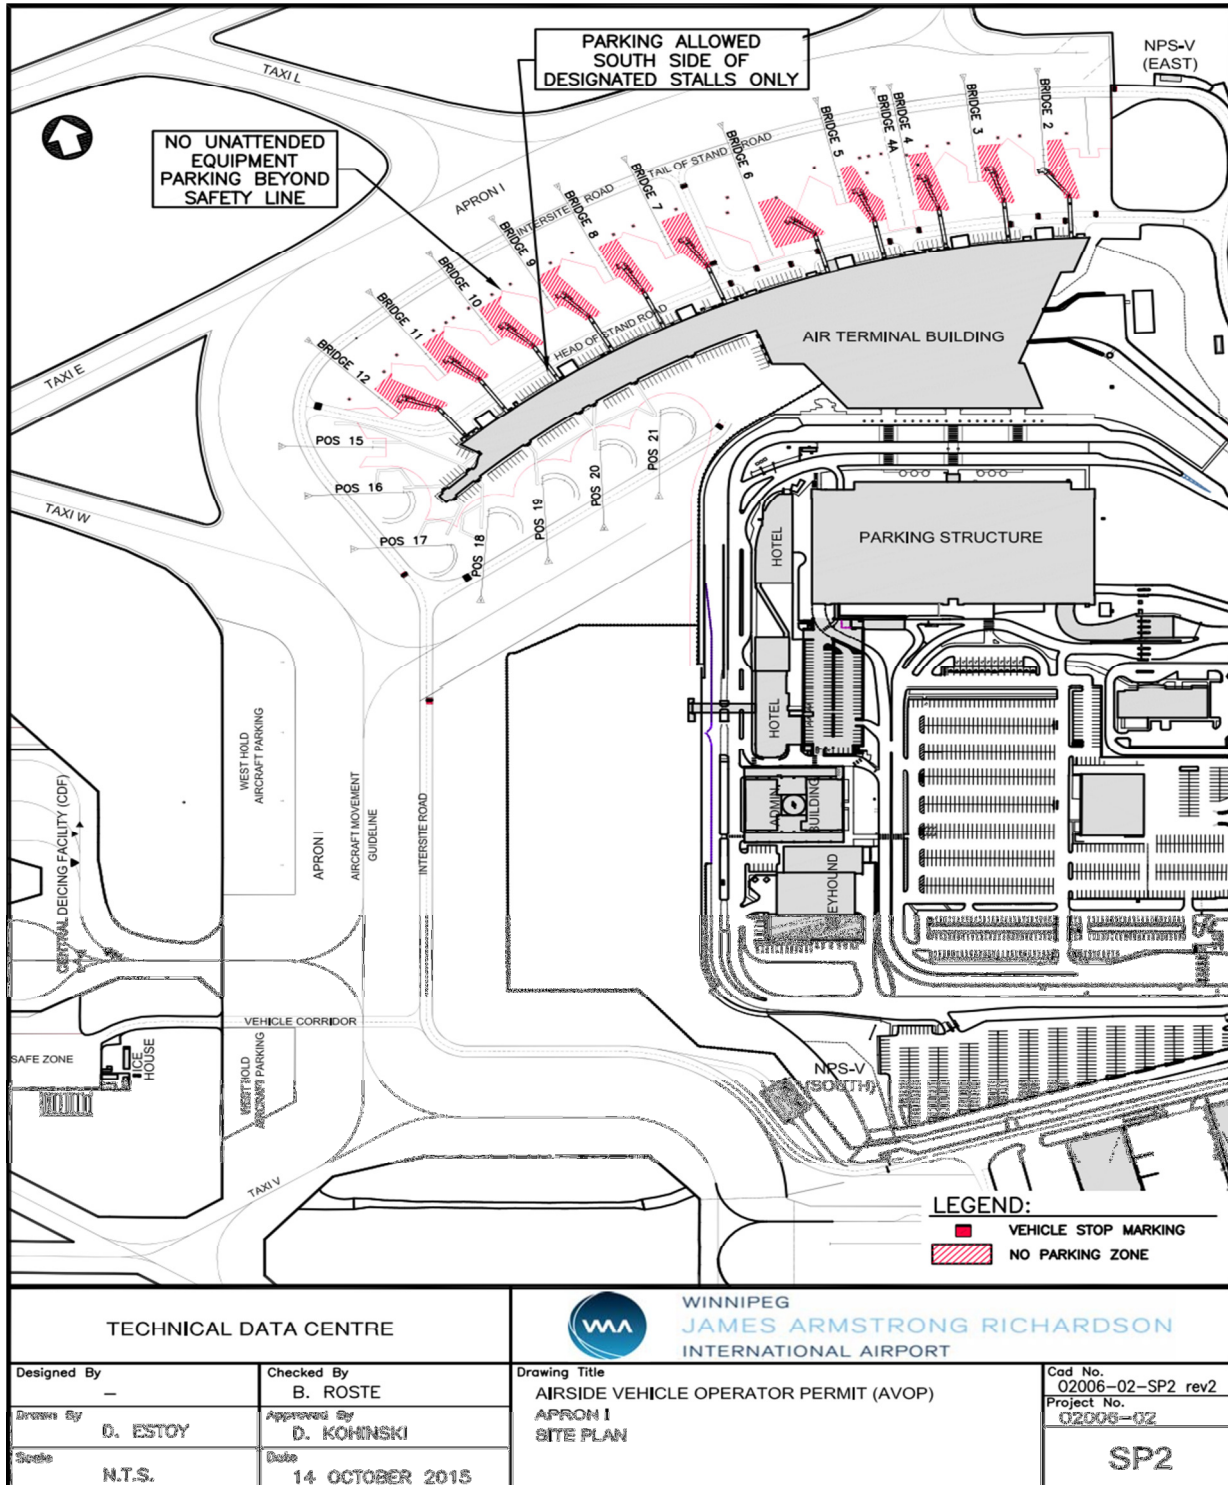 PARKING ALLOWED
SOUTH SIDE OF
DESIGNATED STALLS ONLY
NPS-V
(EAST)
TAXI L
NO UNATTENDED
EQUIPMENT
PARKING BEYOND
SAFETY LINE
APRON I
INTERSITE ROAD
TAIL OF STAND ROAD
BRIDGE 2
BRIDGE 3
BRIDGE 4
BRIDGE 4A
BRIDGE 5
BRIDGE 6
BRIDGE 7
BRIDGE 8
BRIDGE 9
BRIDGE 10
BRIDGE 11
BRIDGE 12
HEAD OF STAND ROAD
AIR TERMINAL BUILDING
TAXI E
POS 15
POS 16
POS 17
POS 18
POS 19
POS 20
POS 21
TAXI W
HOTEL
PARKING STRUCTURE
HOTEL
WEST HOLD
AIRCRAFT PARKING
APRON I
AIRCRAFT MOVEMENT
GUIDELINE
INTERSITE ROAD
CENTRAL DEICING FACILITY (CDF)
ADMIN
BUILDING
EYHOUND
VEHICLE CORRIDOR
SAFE ZONE
ICE
HOUSE
WEST HOLD
AIRCRAFT PARKING
NPS-V
(SOUTH)
TAXI V
LEGEND:
VEHICLE STOP MARKING
NO PARKING ZONE
TECHNICAL DATA CENTRE
WAA
WINNIPEG
JAMES ARMSTRONG RICHARDSON
INTERNATIONAL AIRPORT
Designed By
–
Checked By
B. ROSTE
Drawn By
D. ESTOY
Approved By
D. KOHINSKI
Scale
N.T.S.
Date
14 OCTOBER 2015
Drawing Title
AIRSIDE VEHICLE OPERATOR PERMIT (AVOP)
APRON I
SITE PLAN
Cad No.
02006-02-SP2 rev2
Project No.
02006-02
SP2